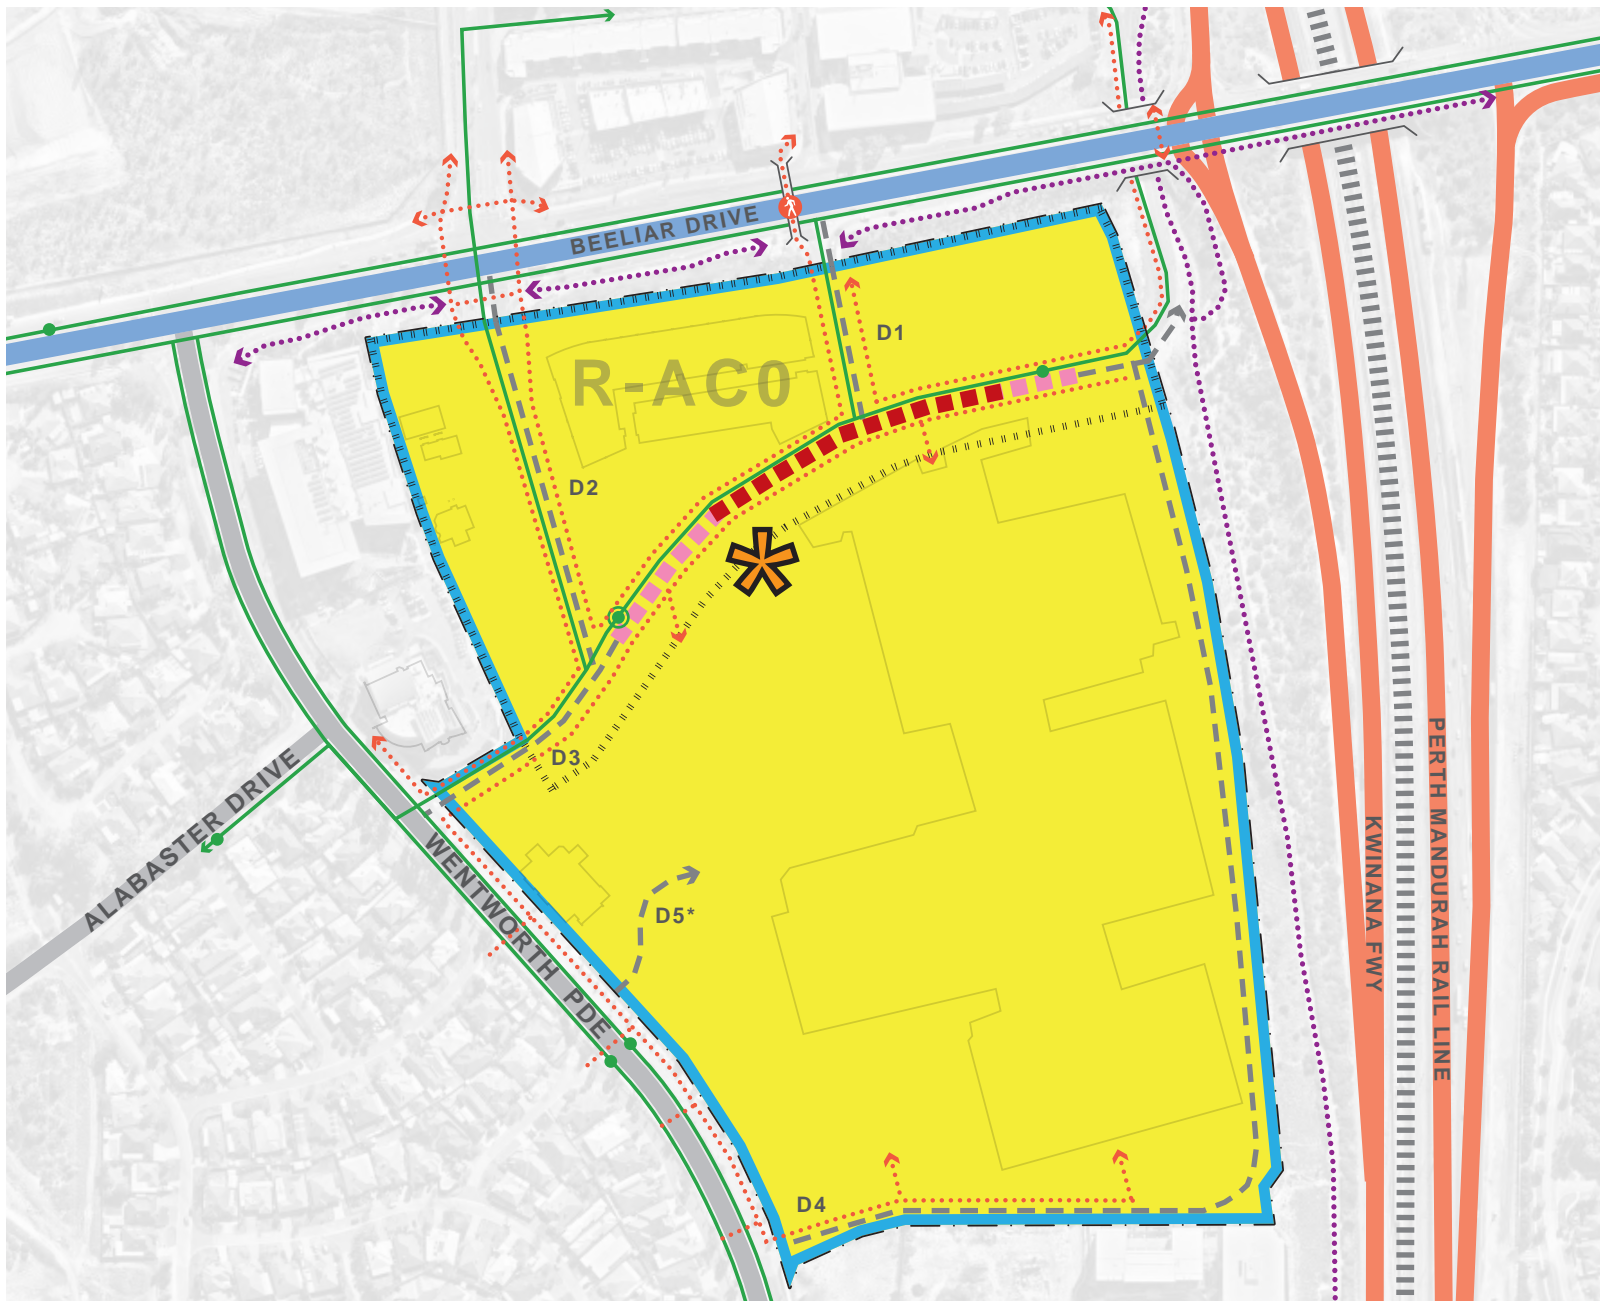 BEELIAR DRIVE
D1
R-AC0
D2
D3
ALABASTER DRIVE
WENTWORTH PDE
D5*
KWINANA FWY
PERTH MANDURAH RAIL LINE
D4